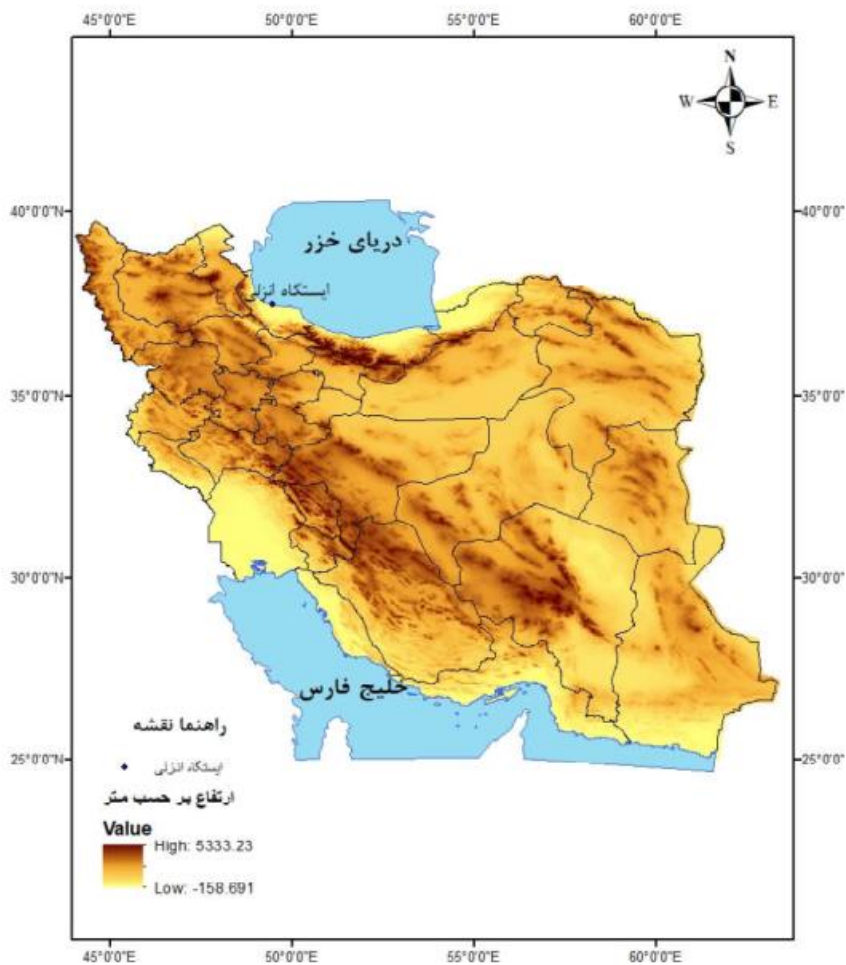 45°0'0"E 50°0'0"E 55°0'0"E 60°0'0"E
N
W E
S
40°0'0"N 40°0'0"N
دریای خزر
ایستگاه انزلی
35°0'0"N 35°0'0"N
30°0'0"N 30°0'0"N
خلیج فارس
راهنما نقشه
25°0'0"N 25°0'0"N
ایستگاه انزلی
ارتفاع بر حسب متر
Value
High: 5333.23
Low: -158.691
45°0'0"E 50°0'0"E 55°0'0"E 60°0'0"E